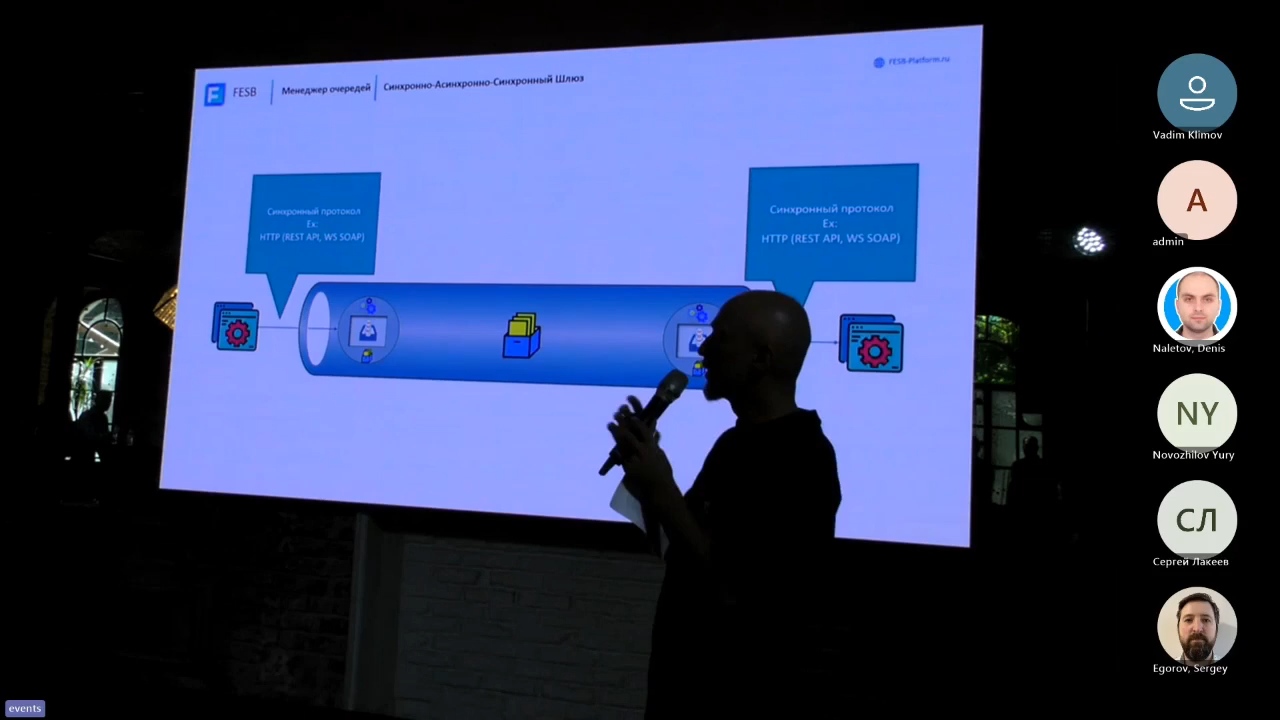 FESB
Менеджер очередей
Синхронно-Асинхронно-Синхронный Шлюз
FESB-Platform.ru
Синхронный протокол
Ex:
HTTP (REST API, WS SOAP)
Синхронный протокол
Ex:
HTTP (REST API, WS SOAP)
Vadim Klimov
A
admin
Naletov, Denis
NY
Novozhilov Yury
СЛ
Сергей Лакеев
Egorov, Sergey
events